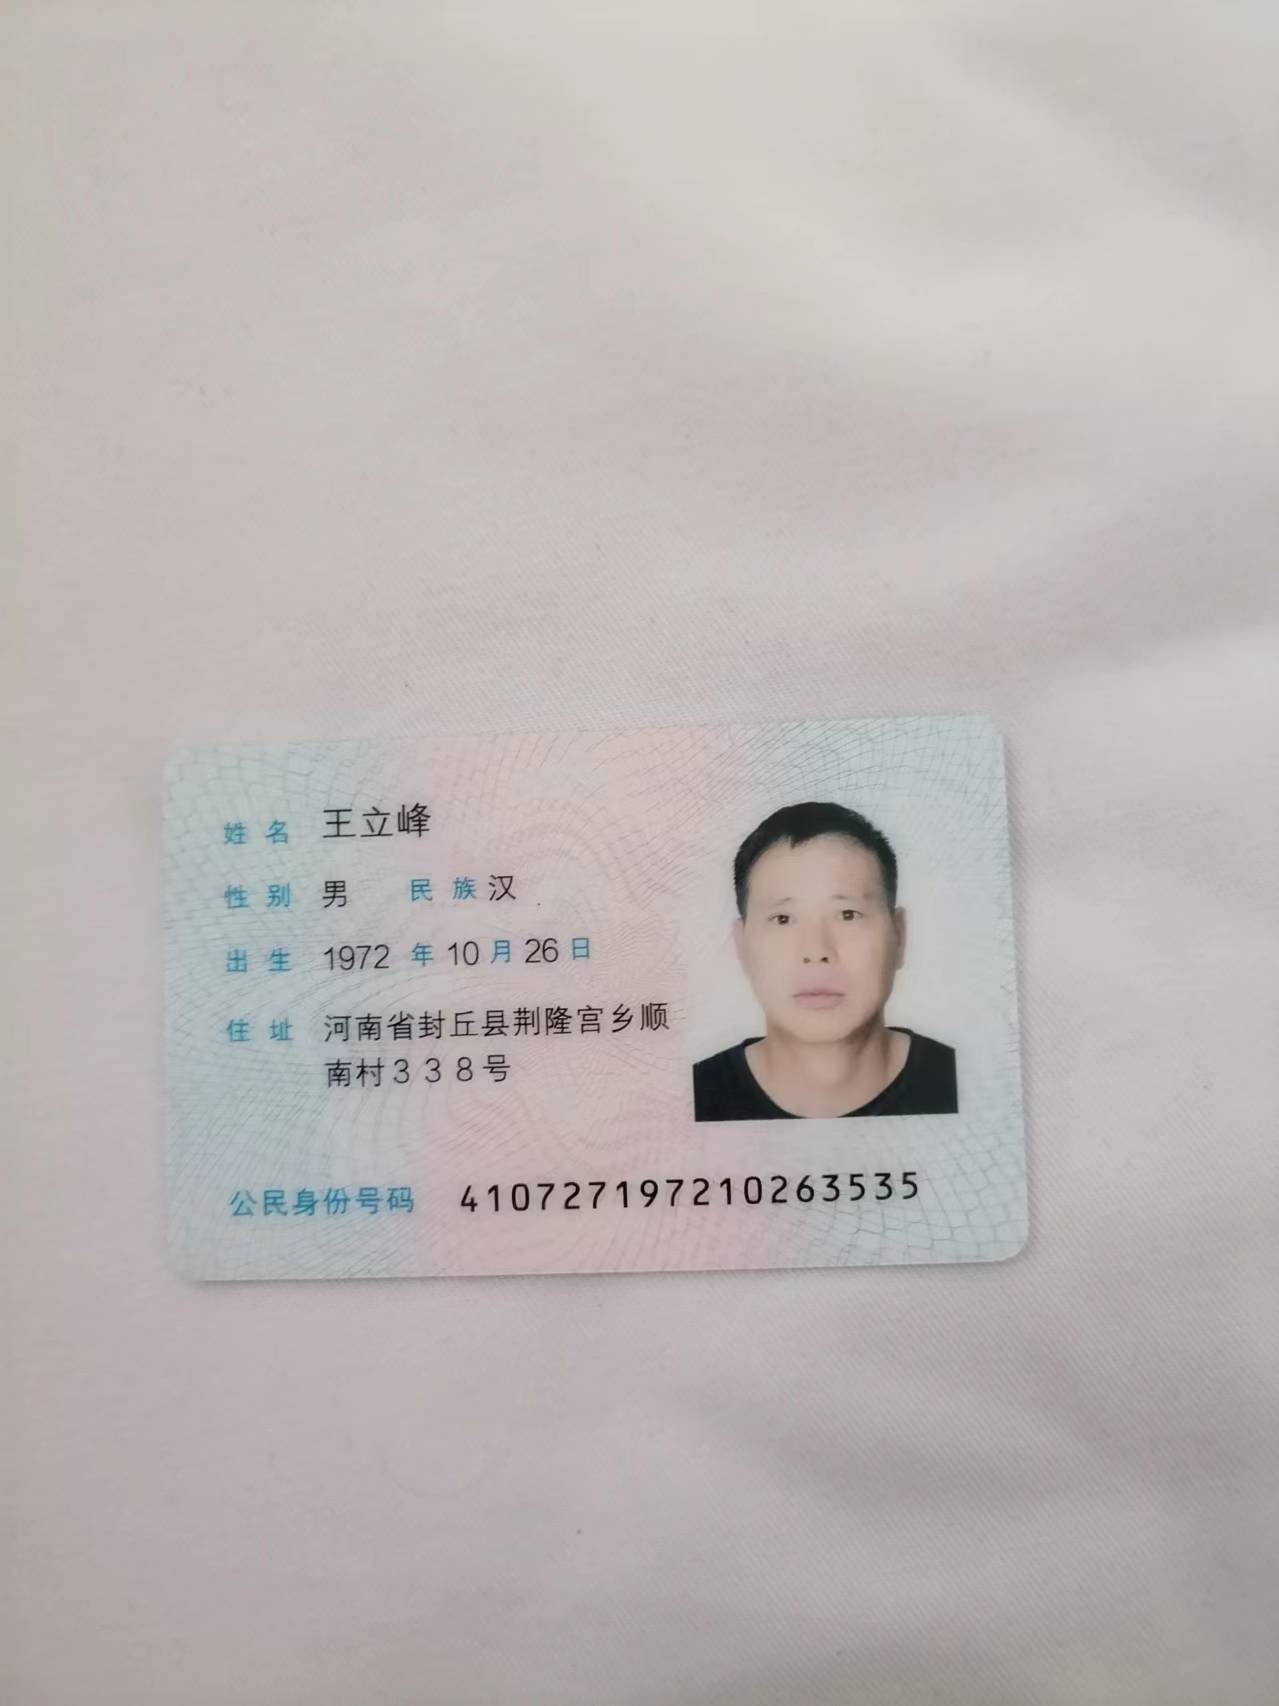 姓名 王立峰
性别 男 民族 汉
出生 1972 年 10 月 26 日
住址 河南省封丘县荆隆宫乡顺
南村338号
公民身份号码 410727197210263535